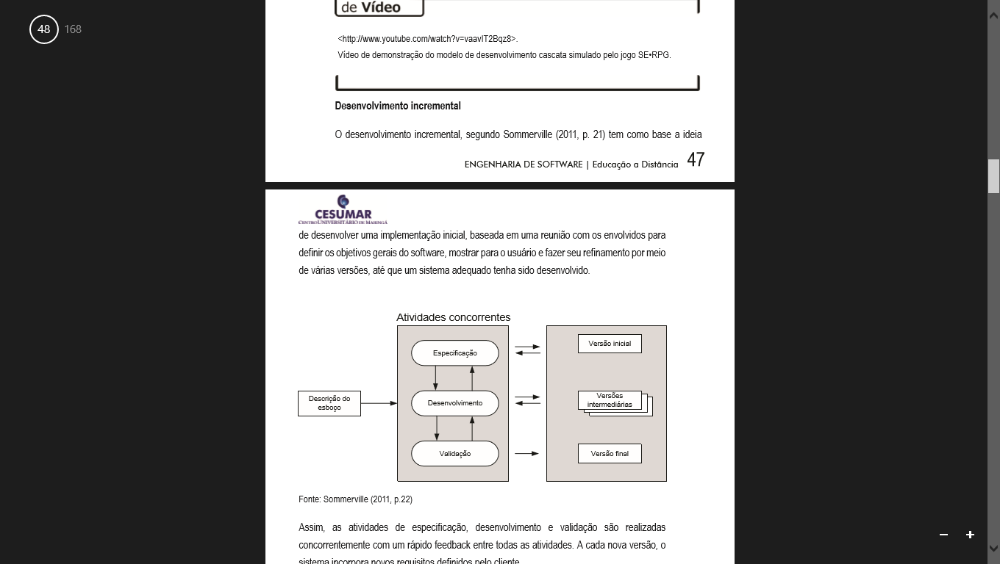 48 168
de Vídeo
<http://www.youtube.com/watch?v=vaavIT2Bqz8>.
Vídeo de demonstração do modelo de desenvolvimento cascata simulado pelo jogo SE•RPG.
Desenvolvimento incremental
O desenvolvimento incremental, segundo Sommerville (2011, p. 21) tem como base a ideia
ENGENHARIA DE SOFTWARE | Educação a Distância 47
CESUMAR
CENTRO UNIVERSITÁRIO DE MARINGÁ
de desenvolver uma implementação inicial, baseada em uma reunião com os envolvidos para
definir os objetivos gerais do software, mostrar para o usuário e fazer seu refinamento por meio
de várias versões, até que um sistema adequado tenha sido desenvolvido.
Atividades concorrentes
Especificação
Versão inicial
Descrição do
esboço
Desenvolvimento
Versões
intermediárias
Validação
Versão final
Fonte: Sommerville (2011, p.22)
Assim, as atividades de especificação, desenvolvimento e validação são realizadas
concorrentemente com um rápido feedback entre todas as atividades. A cada nova versão, o
sistema incorpora novos requisitos definidos pelo cliente.